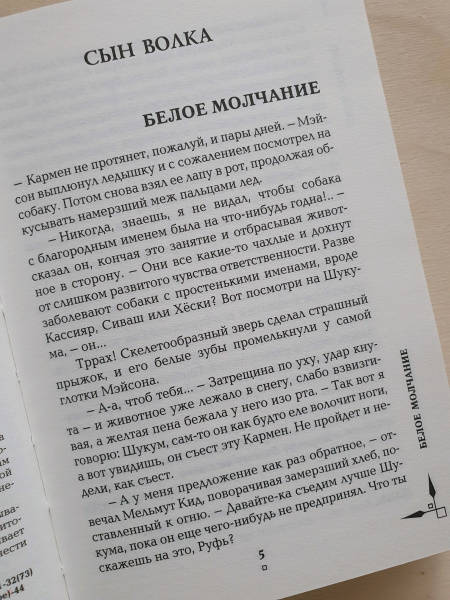 СЫН ВОЛКА
БЕЛОЕ МОЛЧАНИЕ
– Кармен не протянет, пожалуй, и пары дней. – Мэй-
сон выплюнул ледышку и с сожалением посмотрел на
собаку. Потом снова взял ее лапу в рот, продолжая об-
кусывать намерзший меж пальцами лед.
– Никогда, знаешь, я не видал, чтобы собака
с благородным именем была на что-нибудь годна!.. –
сказал он, кончая это занятие и отбрасывая живот-
ное в сторону. – Они все какие-то чахлые и дохнут
от слишком развитого чувства ответственности. Разве
заболевают собаки с простенькими именами, вроде
Кассияр, Сиваш или Хёски? Вот посмотри на Шуку-
ма, – он...
Тррах! Скелетообразный зверь сделал страшный
прыжок, и его белые зубы промелькнули у самой
глотки Мэйсона.
– А-а, чтоб тебя... – Затрещина по уху, удар кну-
та – и животное уже лежало в снегу, слабо взвизги-
вая, а желтая пена бежала у него изо рта. – Так вот я
говорю: Шукум, сам-то он как будто еле волочит ноги,
а вот увидишь, он съест эту Кармен. Не пройдет и не-
дели, как съест.
– А у меня предложение как раз обратное, – от-
вечал Мельмут Кид, поворачивая замерзший хлеб, по-
ставленный к огню. – Давайте-ка съедим лучше Шу-
кума, пока он еще чего-нибудь не предпринял. Что ты
скажешь на это, Руфь?
5
БЕЛОЕ МОЛЧАНИЕ
-32(73)
)-44